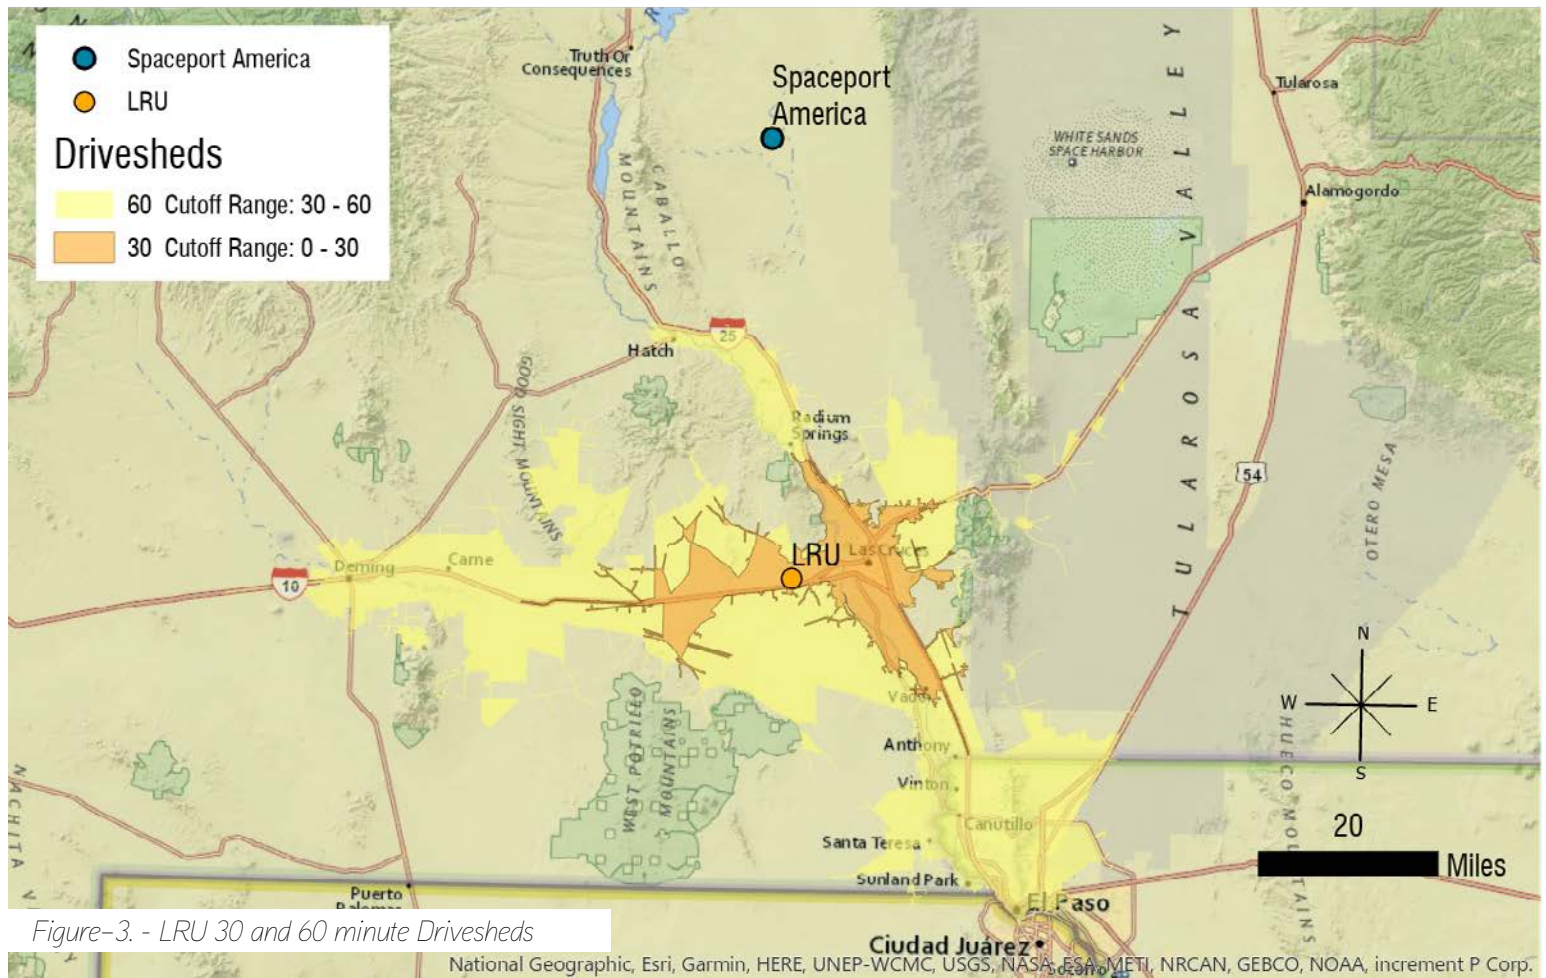 Spaceport America
LRU
Drivesheds
60 Cutoff Range: 30 - 60
30 Cutoff Range: 0 - 30
Truth Or
Consequences
Spaceport
America
WHITE SANDS
SPACE HARBOR
Tularosa
Alamogordo
TULAROSA VALLEY
CABALLO
MOUNTAINS
25
Hatch
GOOD SIGHT MOUNTAINS
Radium
Springs
54
OTERO MESA
LRU
Las Cruces
Deming
Carne
10
Vado
Anthony
Vinton
Canutillo
Santa Teresa
Sunland Park
El Paso
Ciudad Juárez
Socorro
WEST POTRILLO
MOUNTAINS
HUECO MOUNTAINS
N
W
E
S
20
Miles
Puerto
Palomas
Figure-3. - LRU 30 and 60 minute Drivesheds
National Geographic, Esri, Garmin, HERE, UNEP-WCMC, USGS, NASA, ESA, METI, NRCAN, GEBCO, NOAA, increment P Corp.